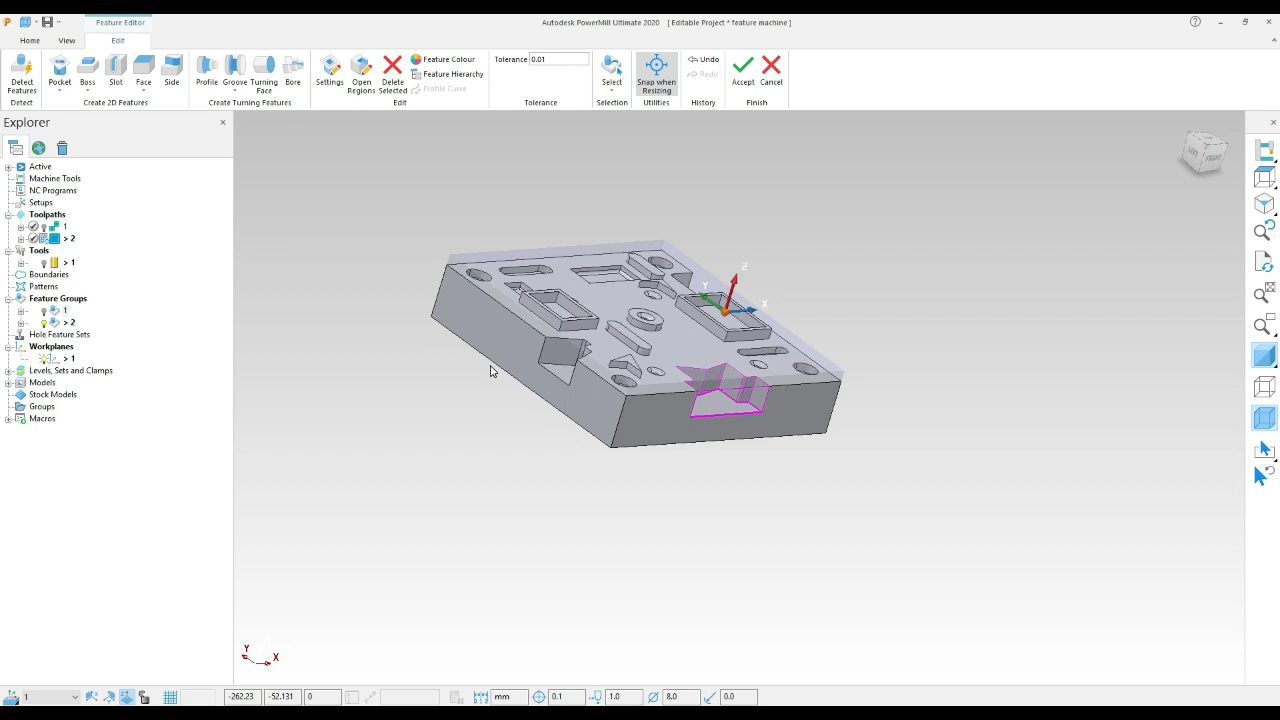 Feature Editor
Autodesk PowerMill Ultimate 2020 [ Editable Project * feature machine ]
Home View Edit
Detect Features
Pocket
Boss
Slot
Face
Side
Profile
Groove
Turning Face
Bore
Settings
Open Regions
Delete Selected
Feature Colour
Feature Hierarchy
Profile Curve
Tolerance 0.01
Select
Snap when Resizing
Undo
Redo
Accept
Cancel
Detect
Create 2D Features
Create Turning Features
Edit
Tolerance
Selection
Utilities
History
Finish
Explorer
Active
Machine Tools
NC Programs
Setups
Toolpaths
1
> 2
Tools
> 1
Boundaries
Patterns
Feature Groups
1
> 2
Hole Feature Sets
Workplanes
> 1
Levels, Sets and Clamps
Models
Stock Models
Groups
Macros
LEFT
FRONT
Z
Y
X
Y
X
1
-262.23
-52.131
0
mm
0.1
1.0
8.0
0.0